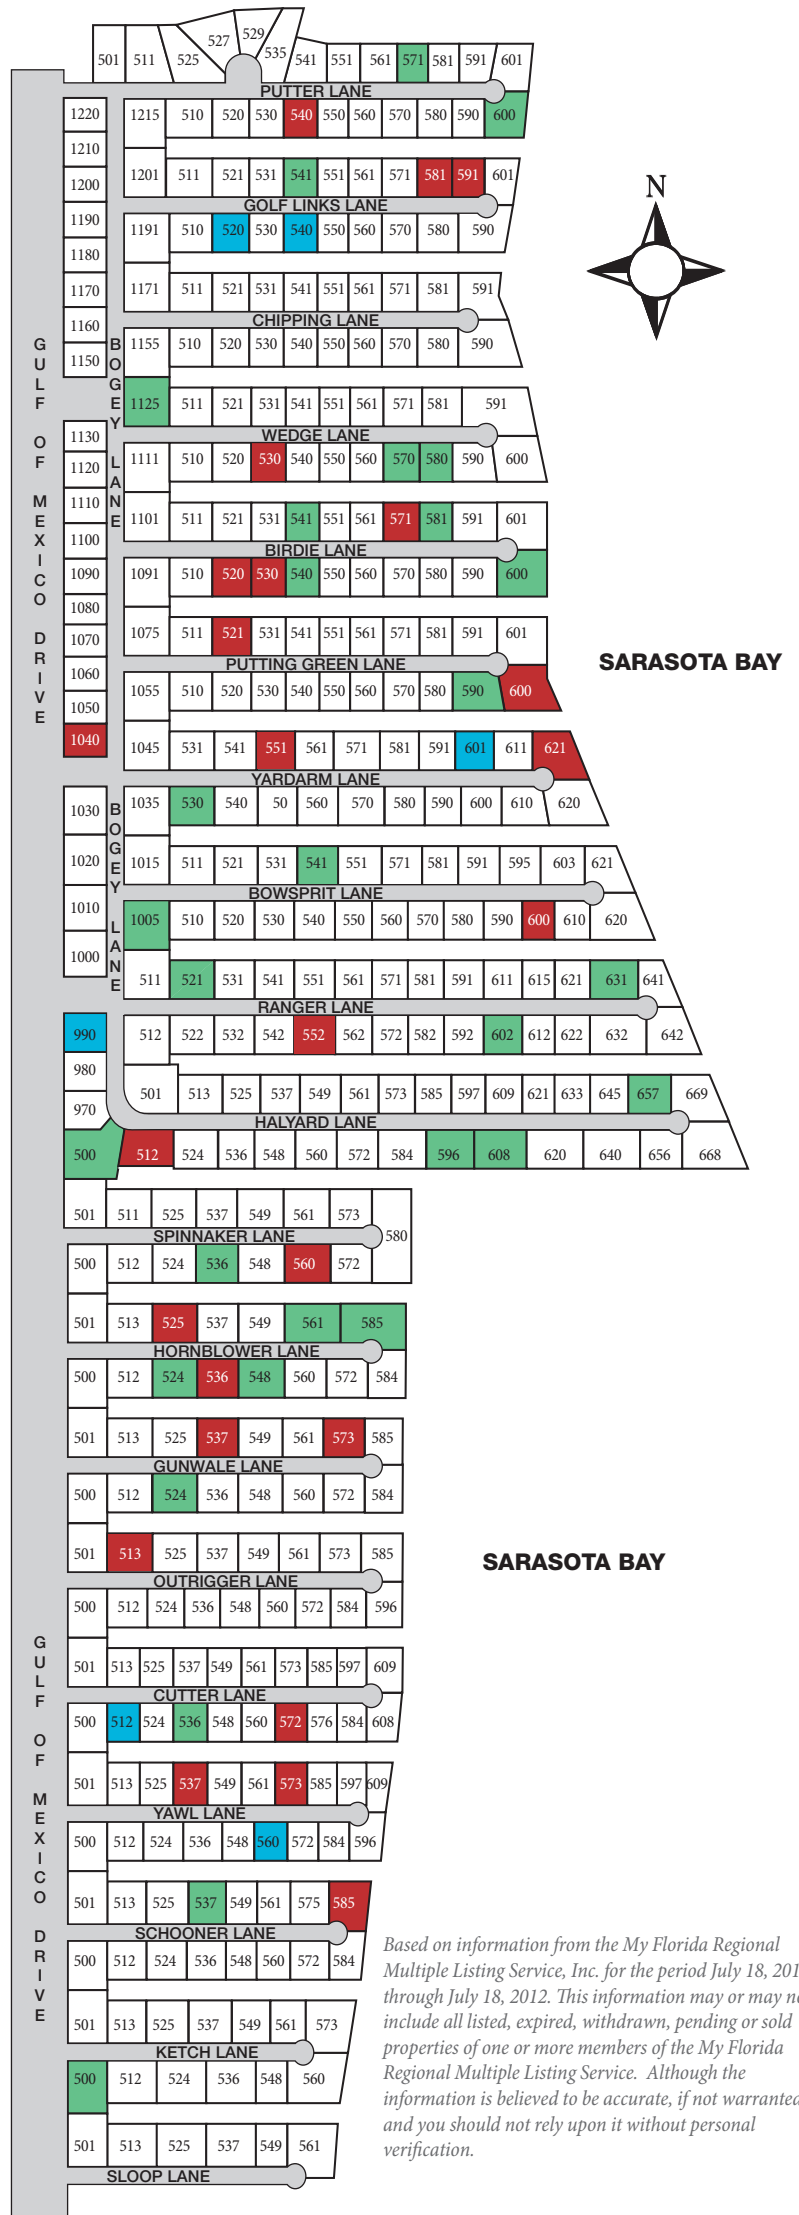 501 511 525 527 529 535 541 551 561 571 581 591 601
PUTTER LANE
1220 1215 510 520 530 540 550 560 570 580 590 600
1210
1200 1201 511 521 531 541 551 561 571 581 591 601
GOLF LINKS LANE
1190 1191 510 520 530 540 550 560 570 580 590
1180
1170 1171 511 521 531 541 551 561 571 581 591
CHIPPING LANE
1160
1150 1155 510 520 530 540 550 560 570 580 590
1125 511 521 531 541 551 561 571 581 591
WEDGE LANE
1130
1120 1111 510 520 530 540 550 560 570 580 590 600
1110
1100 1101 511 521 531 541 551 561 571 581 591 601
BIRDIE LANE
1090 1091 510 520 530 540 550 560 570 580 590 600
1080
1070 1075 511 521 531 541 551 561 571 581 591 601
PUTTING GREEN LANE
1060
1050 1055 510 520 530 540 550 560 570 580 590 600
1040 1045 531 541 551 561 571 581 591 601 611 621
YARDARM LANE
1030 1035 530 540 50 560 570 580 590 600 610 620
1020 1015 511 521 531 541 551 571 581 591 595 603 621
BOWSPRIT LANE
1010 1005 510 520 530 540 550 560 570 580 590 600 610 620
1000
511 521 531 541 551 561 571 581 591 611 615 621 631 641
RANGER LANE
990 512 522 532 542 552 562 572 582 592 602 612 622 632 642
980
970 501 513 525 537 549 561 573 585 597 609 621 633 645 657 669
HALYARD LANE
500 512 524 536 548 560 572 584 596 608 620 640 656 668
501 511 525 537 549 561 573 580
SPINNAKER LANE
500 512 524 536 548 560 572
501 513 525 537 549 561 585
HORNBLOWER LANE
500 512 524 536 548 560 572 584
501 513 525 537 549 561 573 585
GUNWALE LANE
500 512 524 536 548 560 572 584
501 513 525 537 549 561 573 585
OUTRIGGER LANE
500 512 524 536 548 560 572 584 596
501 513 525 537 549 561 573 585 597 609
CUTTER LANE
500 512 524 536 548 560 572 576 584 608
501 513 525 537 549 561 573 585 597 609
YAWL LANE
500 512 524 536 548 560 572 584 596
501 513 525 537 549 561 575 585
SCHOONER LANE
500 512 524 536 548 560 572 584
501 513 525 537 549 561 573
KETCH LANE
500 512 524 536 548 560
501 513 525 537 549 561
SLOOP LANE
GULF OF MEXICO DRIVE
BOGEY LANE
BOGEY LANE
GULF OF MEXICO DRIVE
N
SARASOTA BAY
SARASOTA BAY
Based on information from the My Florida Regional
Multiple Listing Service, Inc. for the period July 18, 201
through July 18, 2012. This information may or may n
include all listed, expired, withdrawn, pending or sold
properties of one or more members of the My Florida
Regional Multiple Listing Service. Although the
information is believed to be accurate, if not warranted
and you should not rely upon it without personal
verification.